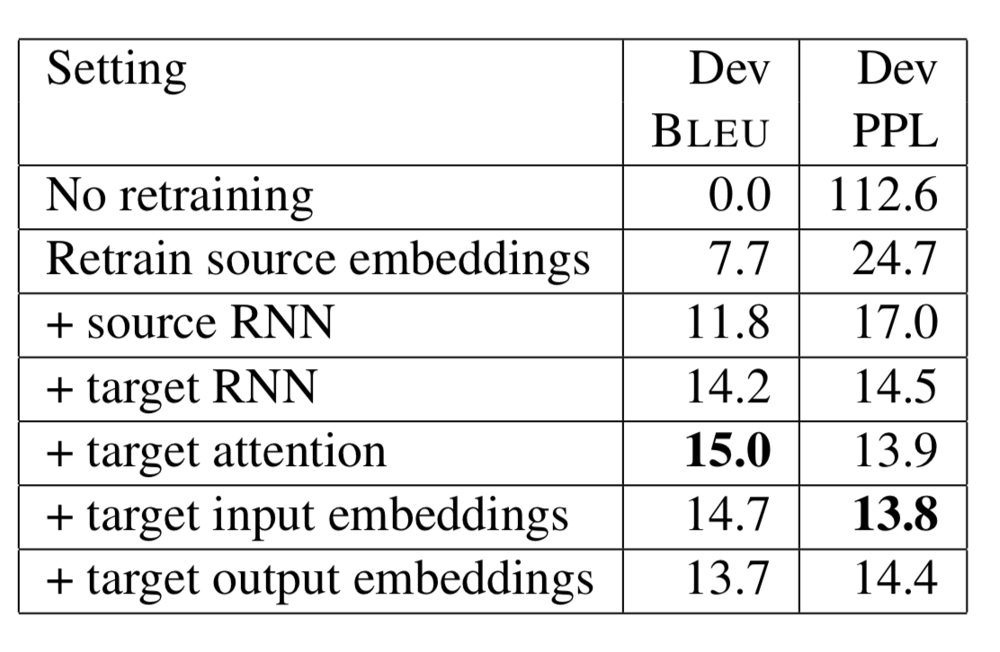 Setting Dev Dev
BLEU PPL
No retraining 0.0 112.6
Retrain source embeddings 7.7 24.7
+ source RNN 11.8 17.0
+ target RNN 14.2 14.5
+ target attention 15.0 13.9
+ target input embeddings 14.7 13.8
+ target output embeddings 13.7 14.4